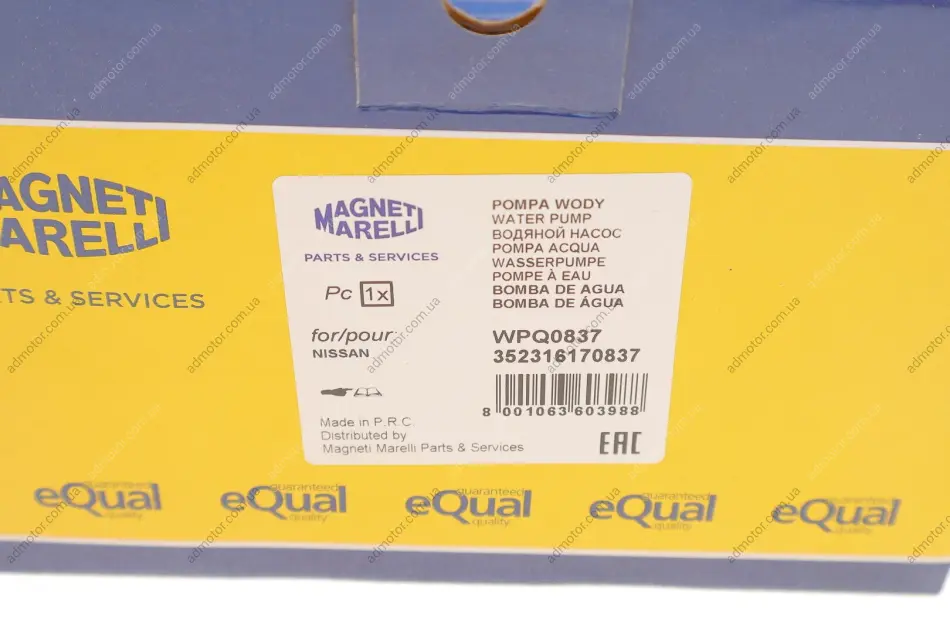 MAGNETI
MARELLI
PARTS & SERVICES
MAGNETI
MARELLI
PARTS & SERVICES
Pc 1x
for/pour:
NISSAN
Made in P.R.C.
Distributed by
Magneti Marelli Parts & Services
POMPA WODY
WATER PUMP
ВОДЯНОЙ НАСОС
POMPA ACQUA
WASSERPUMPE
POMPE À EAU
BOMBA DE AGUA
BOMBA DE ÁGUA
WPQ0837
352316170837
8 001063 603988
EAC
guaranteed
eQual
quality
guaranteed
eQual
quality
guaranteed
eQual
quality
guaranteed
eQual
quality
guaranteed
eQual
quality
admotor.com.ua